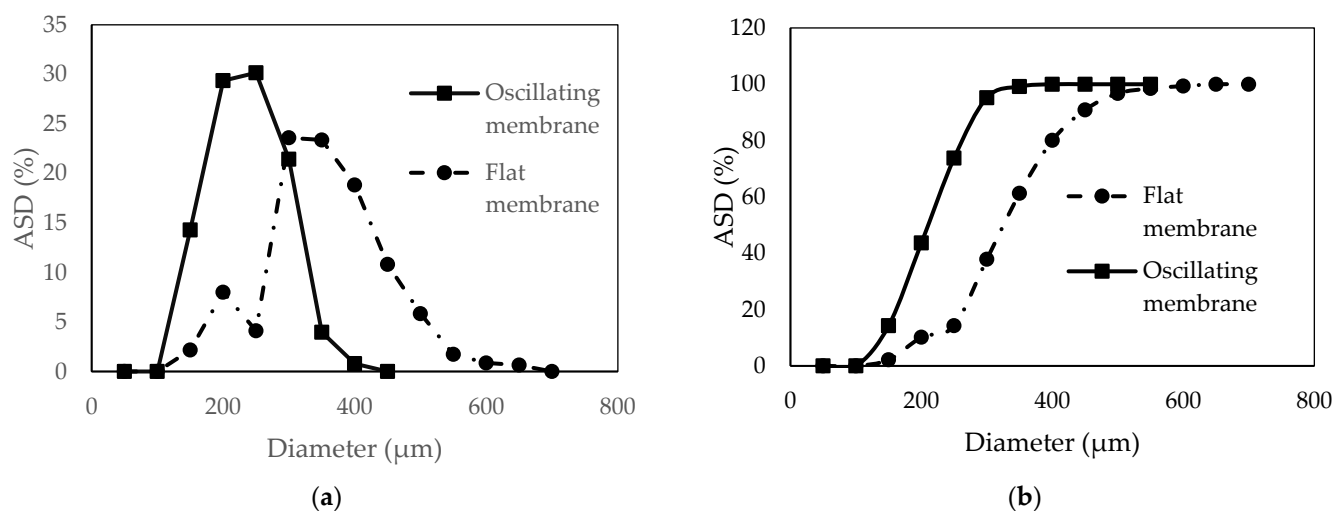 35
30
25
20
15
10
5
0
ASD (%)
0 200 400 600 800
Diameter (µm)
Oscillating
membrane
Flat
membrane
(a)
120
100
80
60
40
20
0
ASD (%)
0 200 400 600 800
Diameter (µm)
Flat
membrane
Oscillating
membrane
(b)